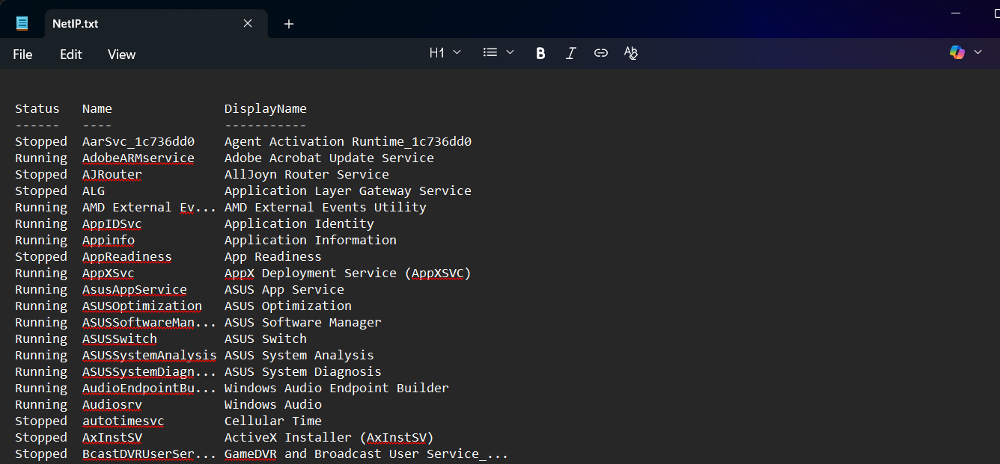 NetIP.txt
File Edit View H1 B I
Status Name DisplayName
------ ---- -----------
Stopped AarSvc_1c736dd0 Agent Activation Runtime_1c736dd0
Running AdobeARMservice Adobe Acrobat Update Service
Stopped AJRouter AllJoyn Router Service
Stopped ALG Application Layer Gateway Service
Running AMD External Ev... AMD External Events Utility
Running AppIDSvc Application Identity
Running Appinfo Application Information
Stopped AppReadiness App Readiness
Running AppXSvc AppX Deployment Service (AppXSVC)
Running AsusAppService ASUS App Service
Running ASUSOptimization ASUS Optimization
Running ASUSSoftwareMan... ASUS Software Manager
Running ASUSSwitch ASUS Switch
Running ASUSSystemAnalysis ASUS System Analysis
Running ASUSSystemDiagn... ASUS System Diagnosis
Running AudioEndpointBu... Windows Audio Endpoint Builder
Running Audiosrv Windows Audio
Stopped autotimesvc Cellular Time
Stopped AxInstSV ActiveX Installer (AxInstSV)
Stopped BcastDVRUserSer... GameDVR and Broadcast User Service_...